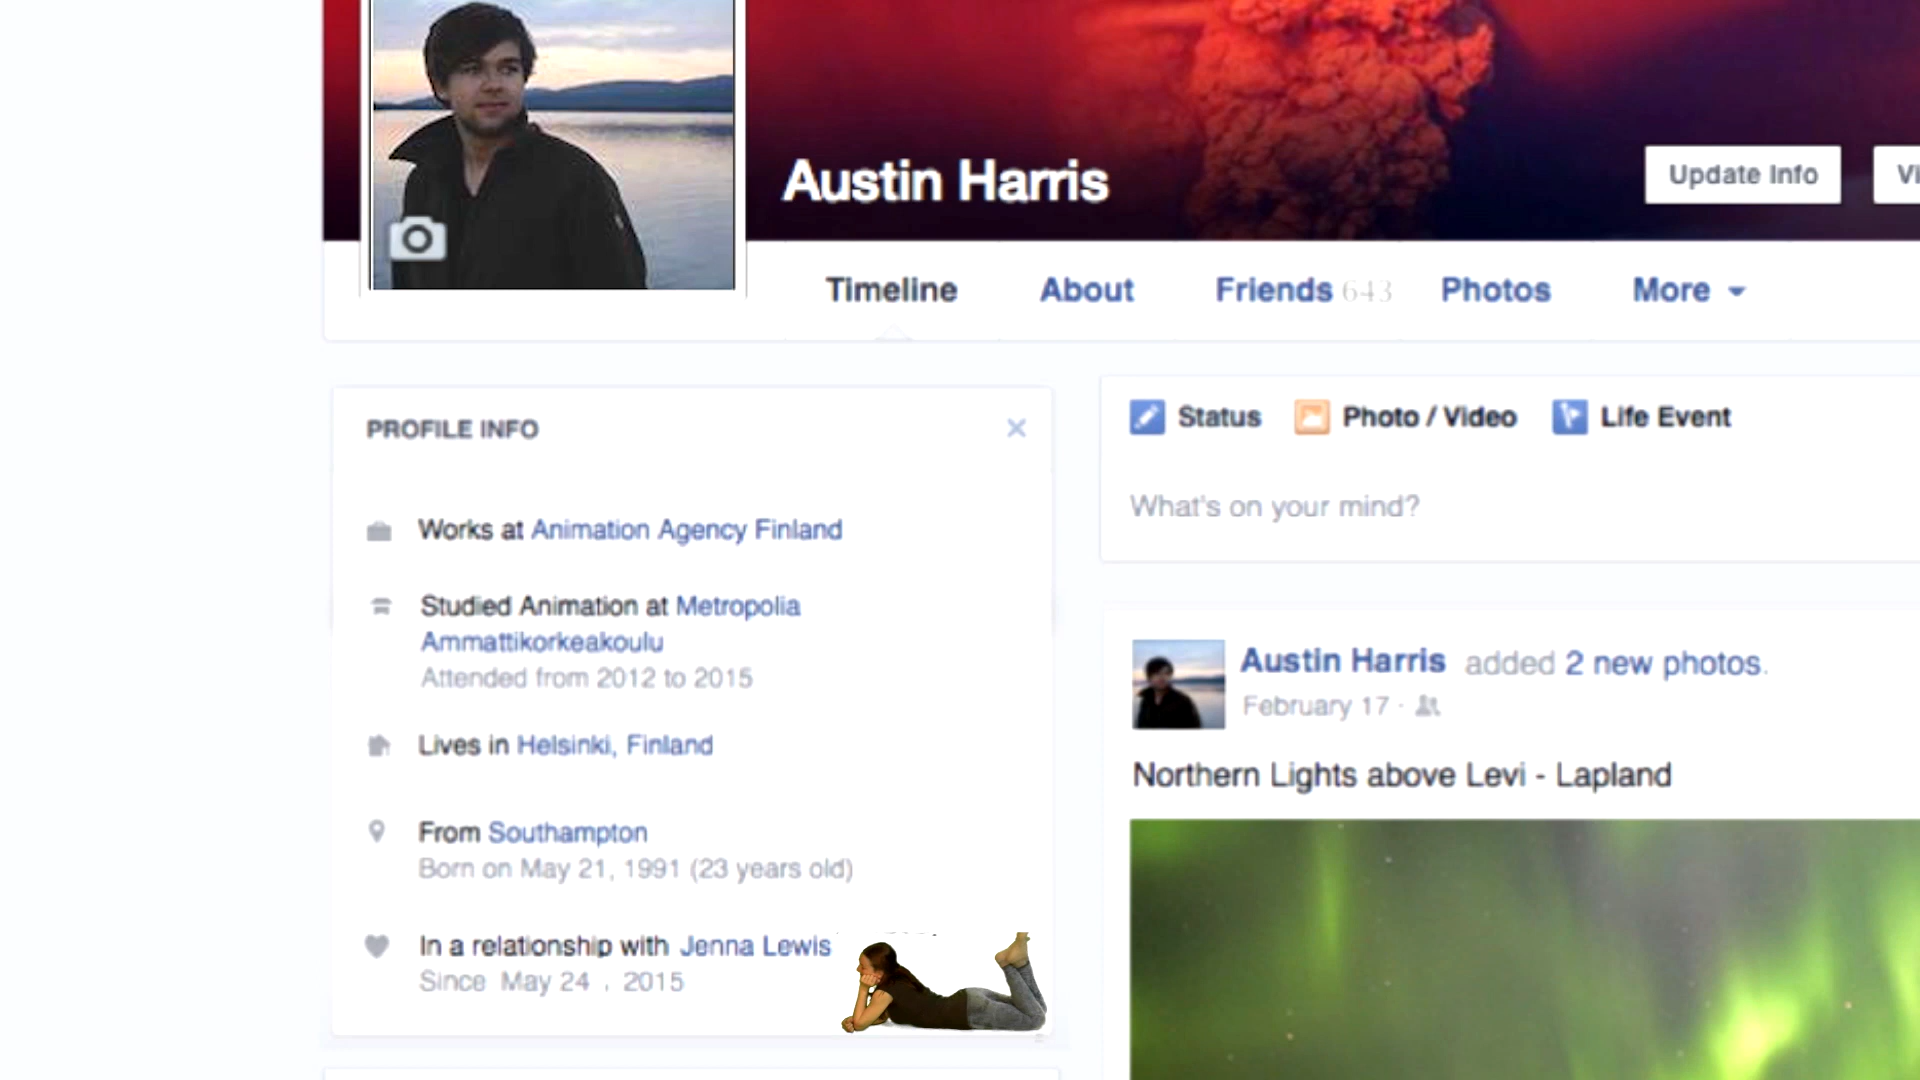 Austin Harris
Update Info
Vi
Timeline
About
Friends 643
Photos
More
PROFILE INFO
Works at Animation Agency Finland
Studied Animation at Metropolia
Ammattikorkeakoulu
Attended from 2012 to 2015
Lives in Helsinki, Finland
From Southampton
Born on May 21, 1991 (23 years old)
In a relationship with Jenna Lewis
Since May 24 , 2015
Status
Photo / Video
Life Event
What's on your mind?
Austin Harris added 2 new photos.
February 17 ·
Northern Lights above Levi - Lapland